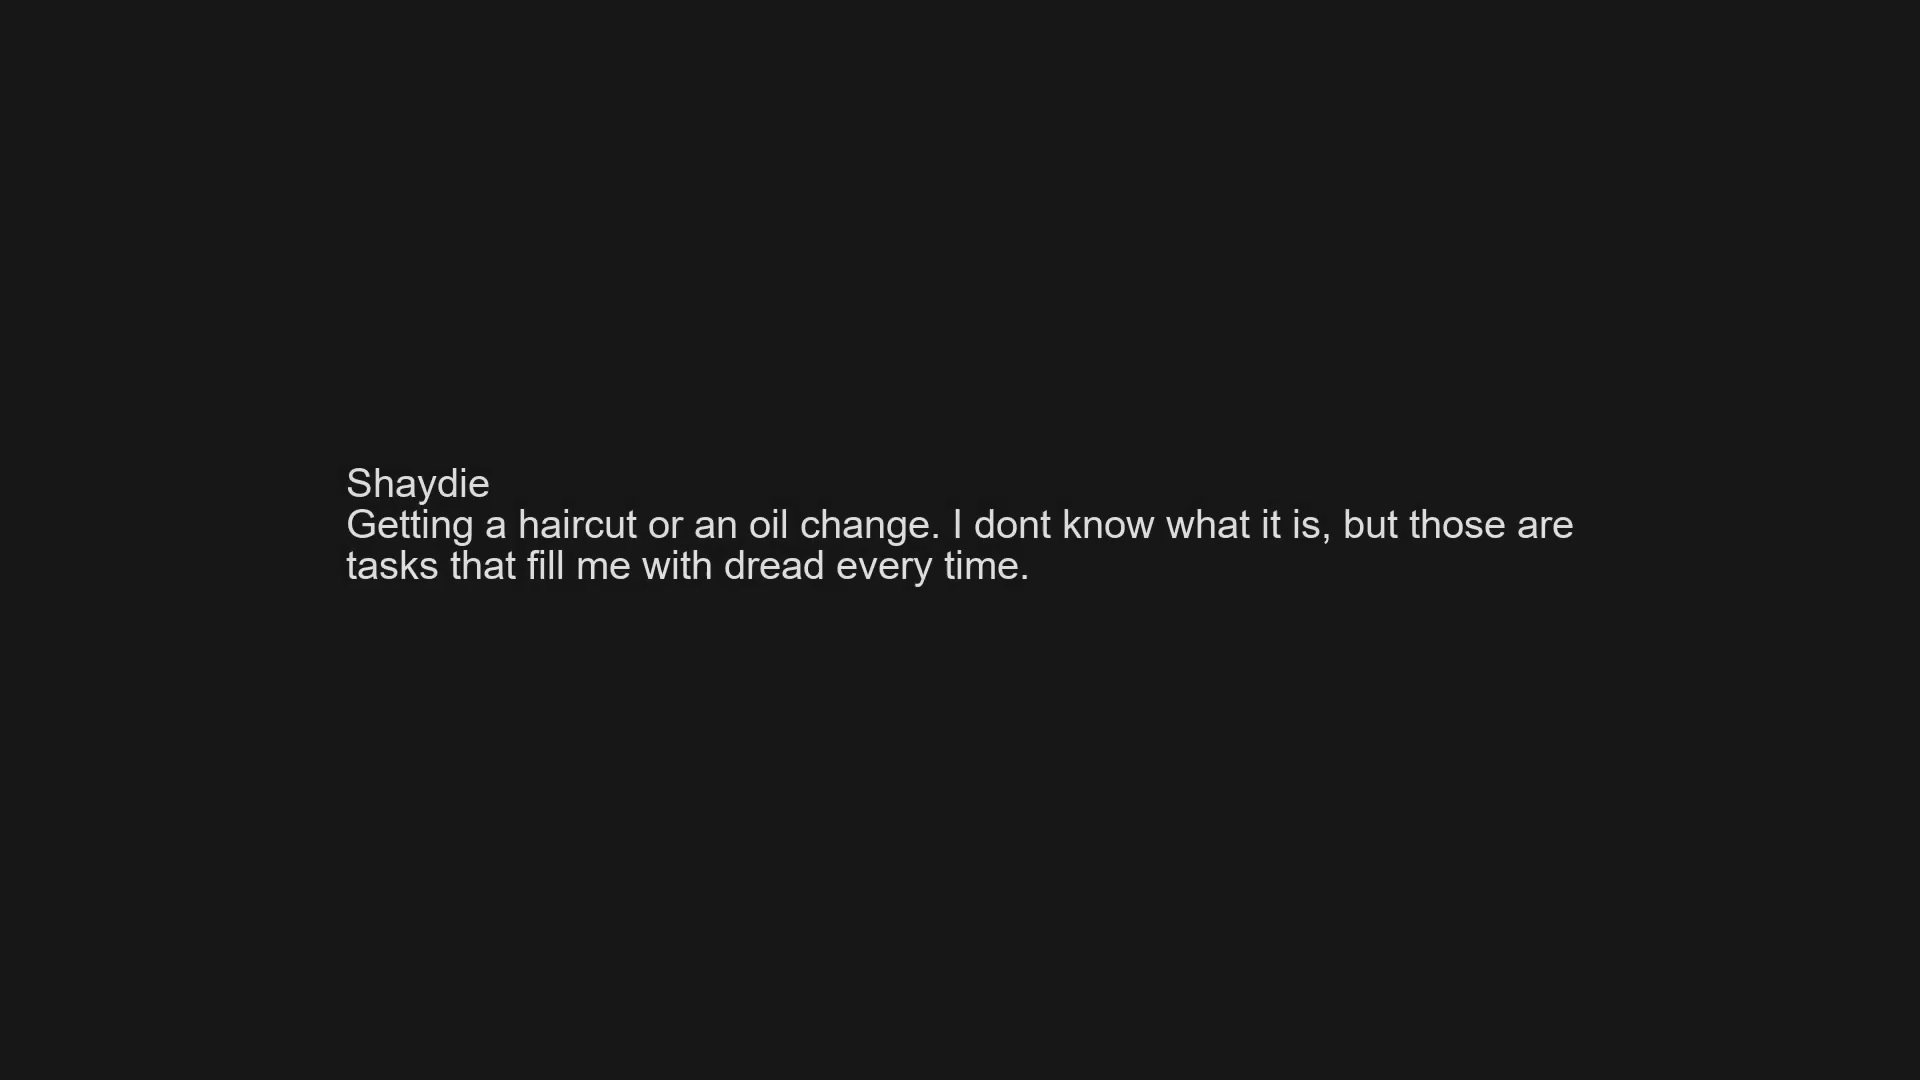 Shaydie
Getting a haircut or an oil change. I dont know what it is, but those are
tasks that fill me with dread every time.